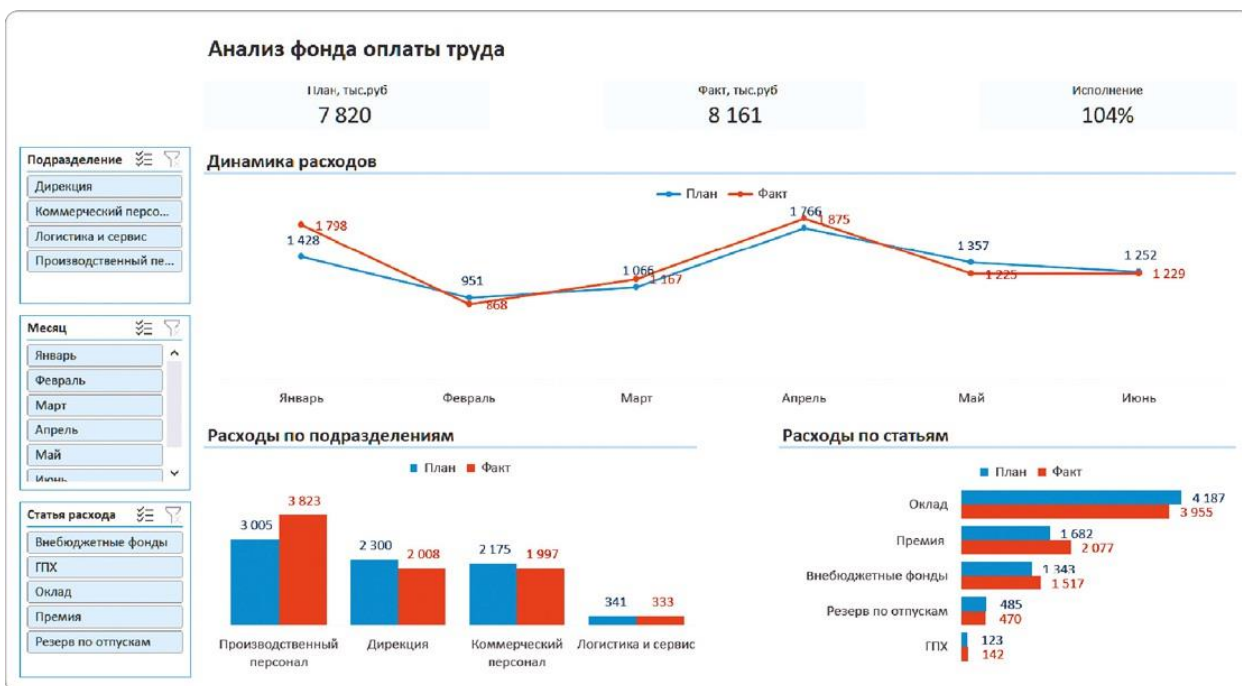 Анализ фонда оплаты труда
План, тыс.руб
7 820
Факт, тыс.руб
8 161
Исполнение
104%
Подразделение
Дирекция
Коммерческий персо...
Логистика и сервис
Производственный пе...
Месяц
Январь
Февраль
Март
Апрель
Май
Июнь
Статья расхода
Внебюджетные фонды
ГПХ
Оклад
Премия
Резерв по отпускам
Динамика расходов
План Факт
1 428
1 798
951
868
1 066
1 167
1 766
1 875
1 357
1 225
1 252
1 229
Январь Февраль Март Апрель Май Июнь
Расходы по подразделениям
План Факт
3 005
3 823
2 300
2 008
2 175
1 997
341
333
Производственный
персонал
Дирекция
Коммерческий
персонал
Логистика и сервис
Расходы по статьям
План Факт
Оклад
4 187
3 955
Премия
1 682
2 077
Внебюджетные фонды
1 343
1 517
Резерв по отпускам
485
470
ГПХ
123
142